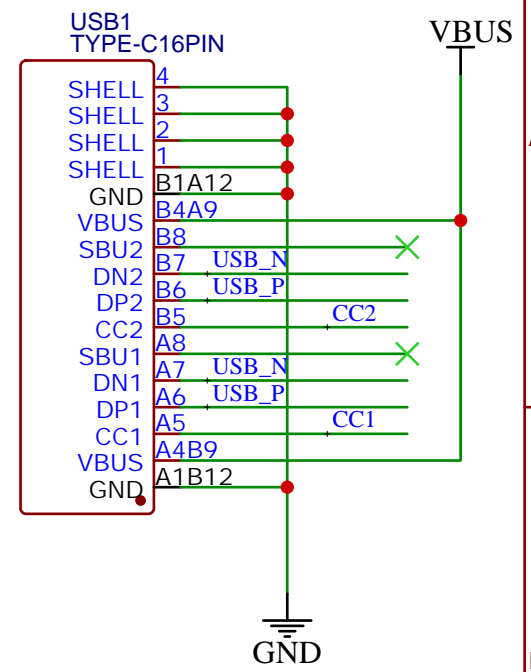 USB1
TYPE-C16PIN
VBUS
SHELL 4
SHELL 3
SHELL 2
SHELL 1
GND B1A12
VBUS B4A9
SBU2 B8
DN2 B7 USB_N
DP2 B6 USB_P
CC2 B5 CC2
SBU1 A8
DN1 A7 USB_N
DP1 A6 USB_P
CC1 A5 CC1
VBUS A4B9
GND A1B12
GND